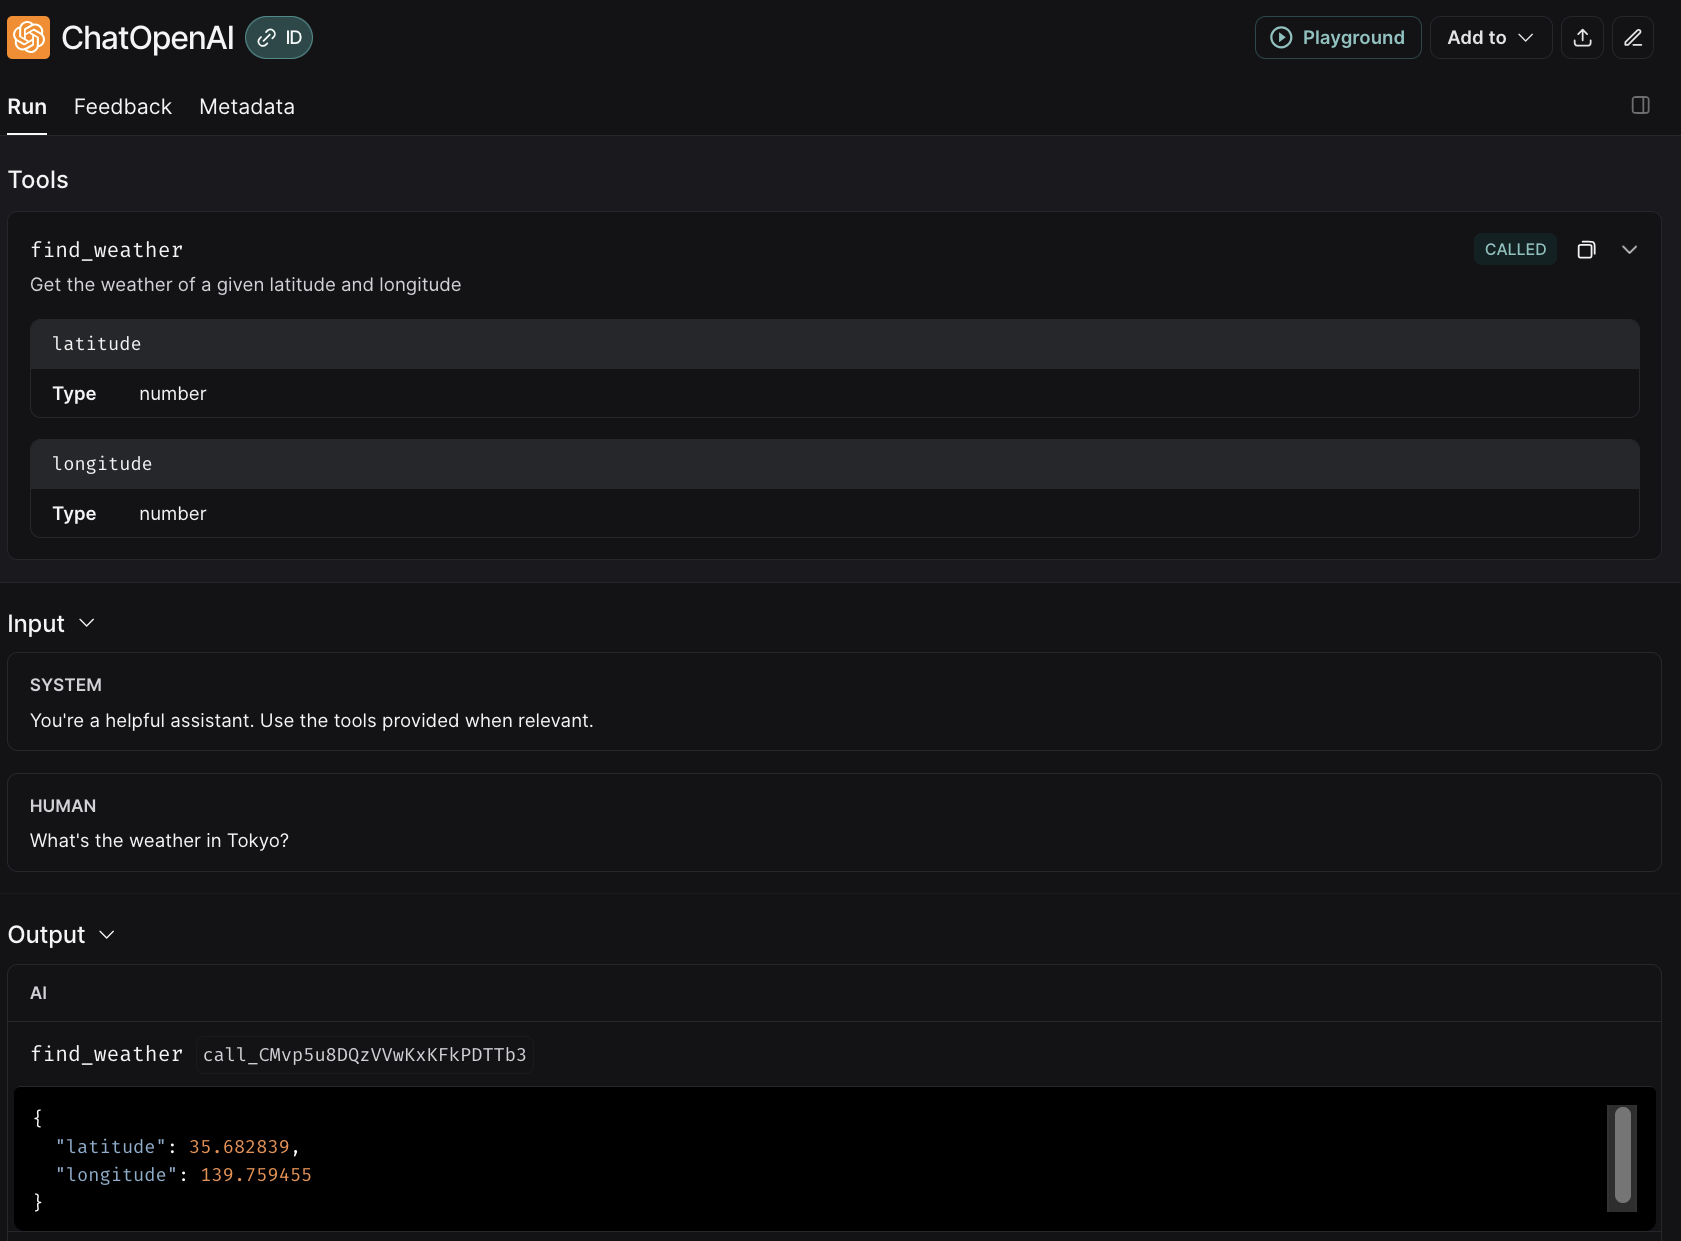 ChatOpenAI ID Playground Add to
Run Feedback Metadata
Tools
find_weather CALLED
Get the weather of a given latitude and longitude
latitude
Type number
longitude
Type number
Input
SYSTEM
You're a helpful assistant. Use the tools provided when relevant.
HUMAN
What's the weather in Tokyo?
Output
AI
find_weather call_CMvp5u8DQzVVwKxKFkPDTTb3
{
"latitude": 35.682839,
"longitude": 139.759455
}